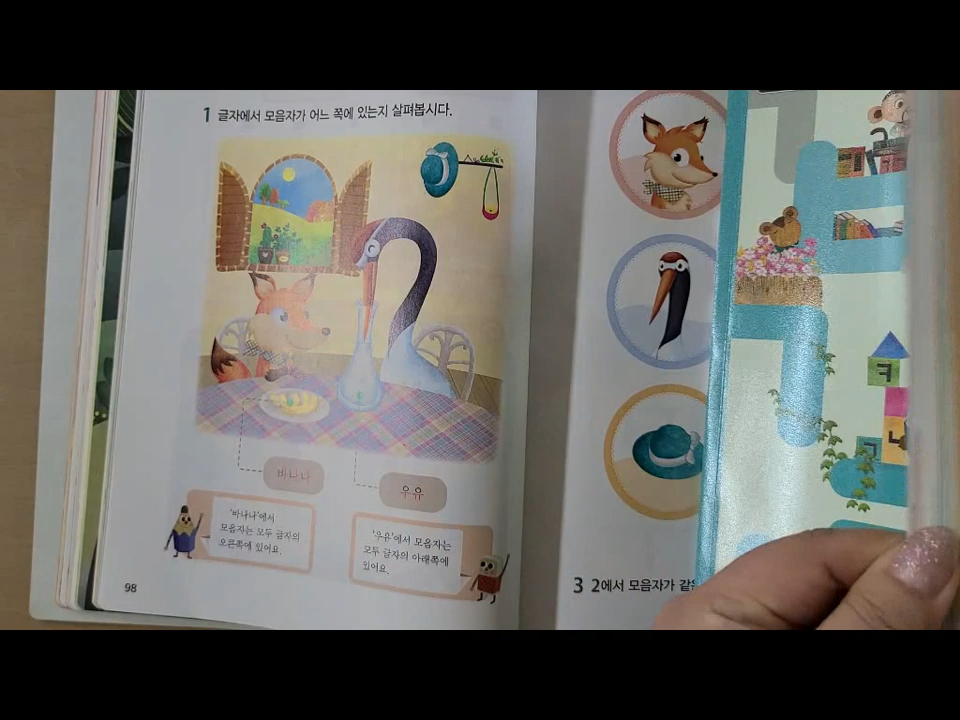 1 글자에서 모음자가 어느 쪽에 있는지 살펴봅시다.
바나나
우유
'바나나'에서
모음자는 모두 글자의
오른쪽에 있어요.
'우유'에서 모음자는
모두 글자의 아래쪽에
있어요.
98
3 2에서 모음자가
ㅋ